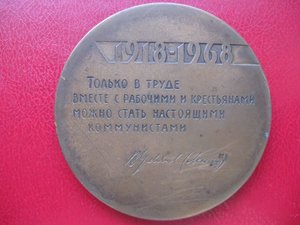 1918-1968
ТОЛЬКО В ТРУДЕ
ВМЕСТЕ С РАБОЧИМИ И КРЕСТЬЯНАМИ
МОЖНО СТАТЬ НАСТОЯЩИМИ
КОММУНИСТАМИ